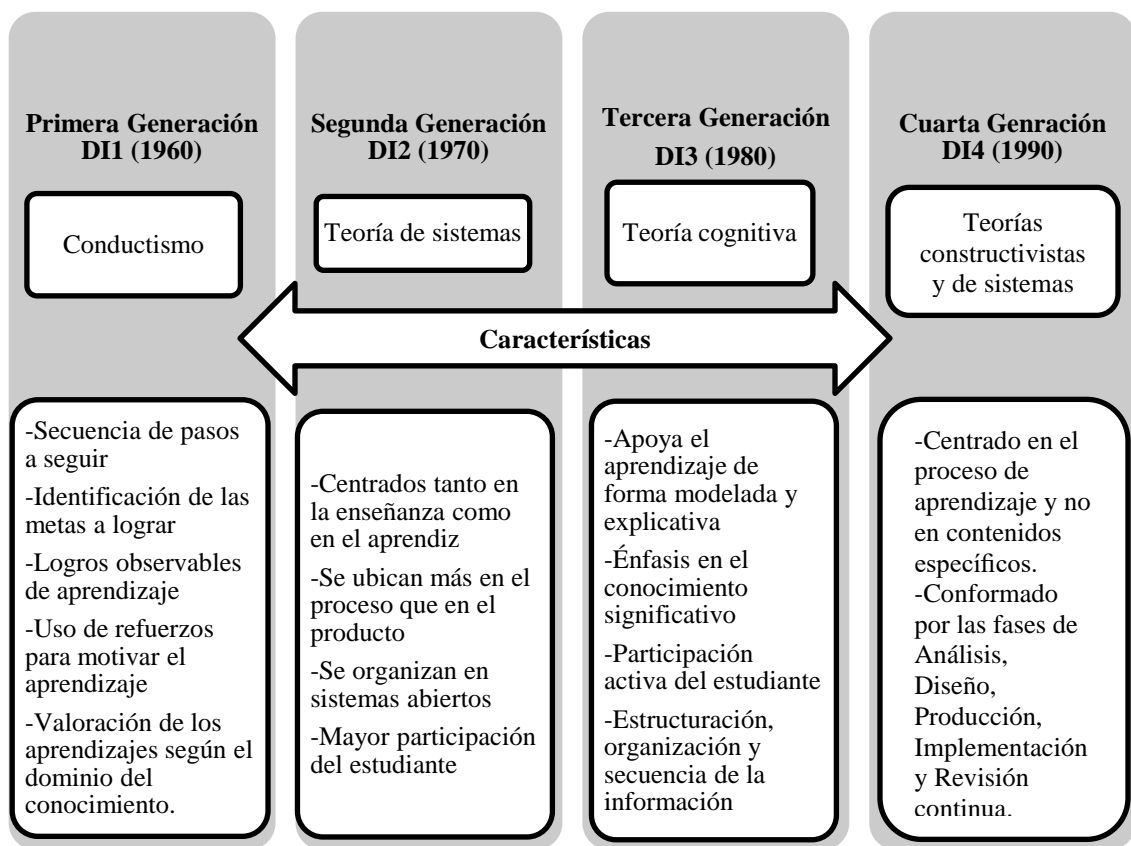 Primera Generación
DI1 (1960)
Conductismo
Segunda Generación
DI2 (1970)
Teoría de sistemas
Tercera Generación
DI3 (1980)
Teoría cognitiva
Cuarta Genración
DI4 (1990)
Teorías
constructivistas
y de sistemas
Características
-Secuencia de pasos
a seguir
-Identificación de las
metas a lograr
-Logros observables
de aprendizaje
-Uso de refuerzos
para motivar el
aprendizaje
-Valoración de los
aprendizajes según el
dominio del
conocimiento.
-Centrados tanto en
la enseñanza como
en el aprendiz
-Se ubican más en el
proceso que en el
producto
-Se organizan en
sistemas abiertos
-Mayor participación
del estudiante
-Apoya el
aprendizaje de
forma modelada y
explicativa
-Énfasis en el
conocimiento
significativo
-Participación
activa del estudiante
-Estructuración,
organización y
secuencia de la
información
-Centrado en el
proceso de
aprendizaje y no
en contenidos
específicos.
-Conformado
por las fases de
Análisis,
Diseño,
Producción,
Implementación
y Revisión
continua.